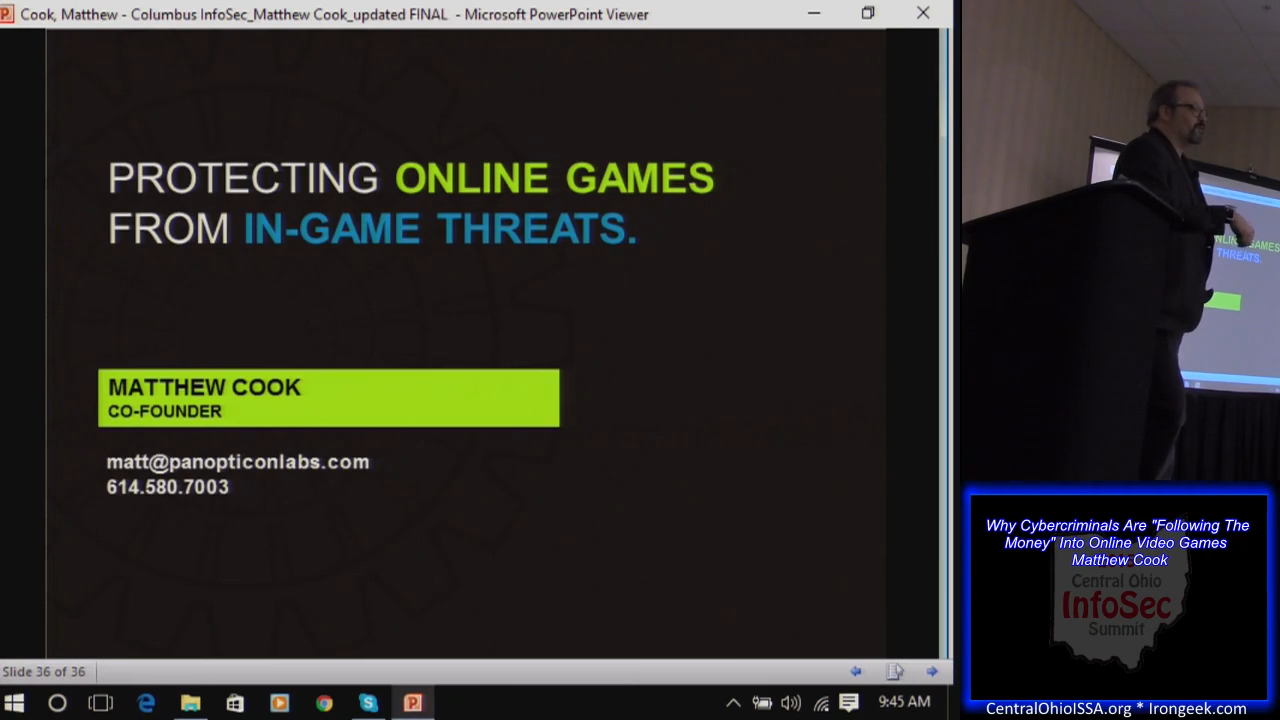 Cook, Matthew - Columbus InfoSec_Matthew Cook_updated FINAL - Microsoft PowerPoint Viewer
PROTECTING ONLINE GAMES
FROM IN-GAME THREATS.
MATTHEW COOK
CO-FOUNDER
matt@panopticonlabs.com
614.580.7003
Slide 36 of 36
9:45 AM
GAMES
THREATS.
Why Cybercriminals Are "Following The
Money" Into Online Video Games
Matthew Cook
Central Ohio
InfoSec
Summit
CentralOhioISSA.org * Irongeek.com